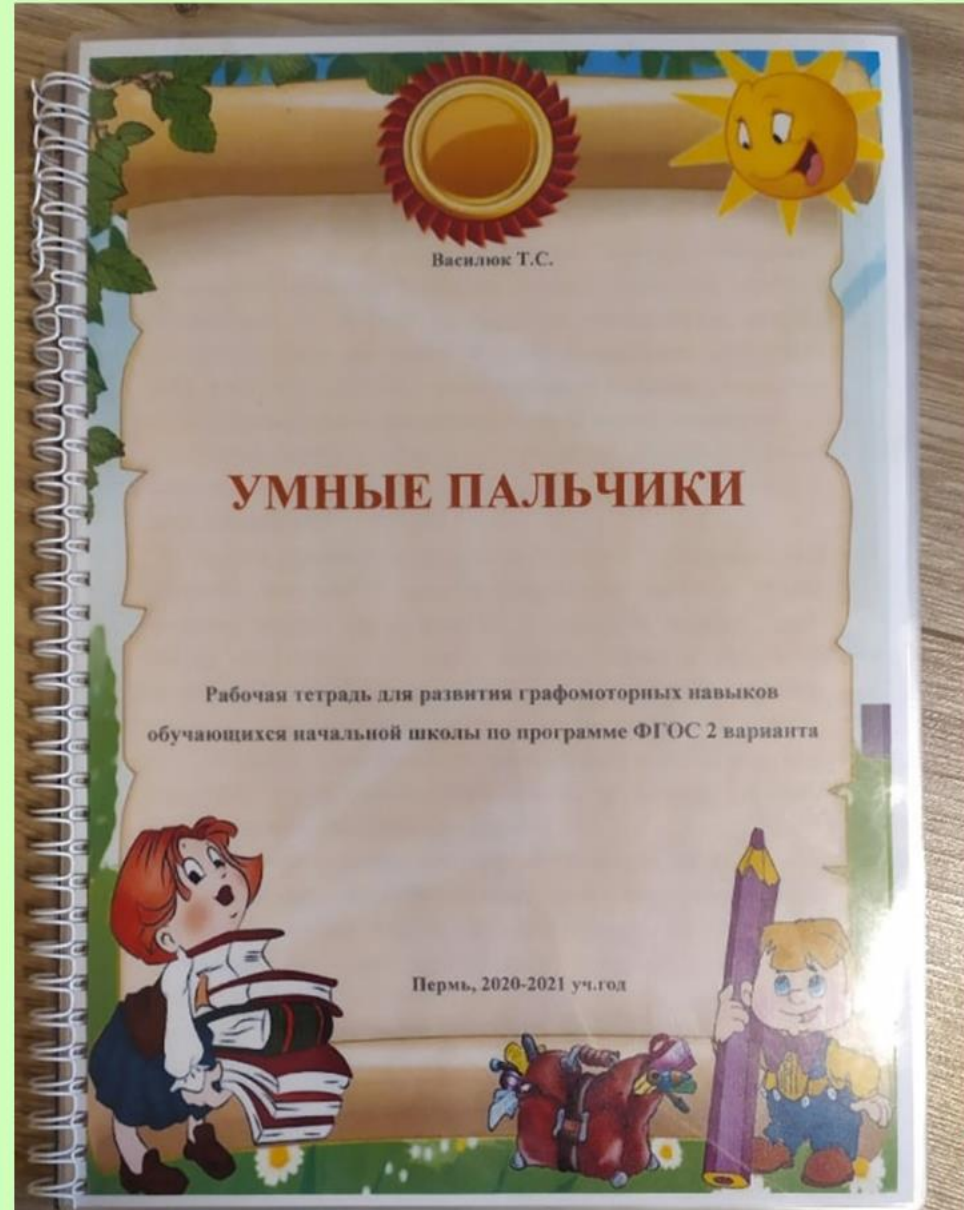 Василюк Т.С.
УМНЫЕ ПАЛЬЧИКИ
Рабочая тетрадь для развития графомоторных навыков
обучающихся начальной школы по программе ФГОС 2 варианта
Пермь, 2020-2021 уч.год